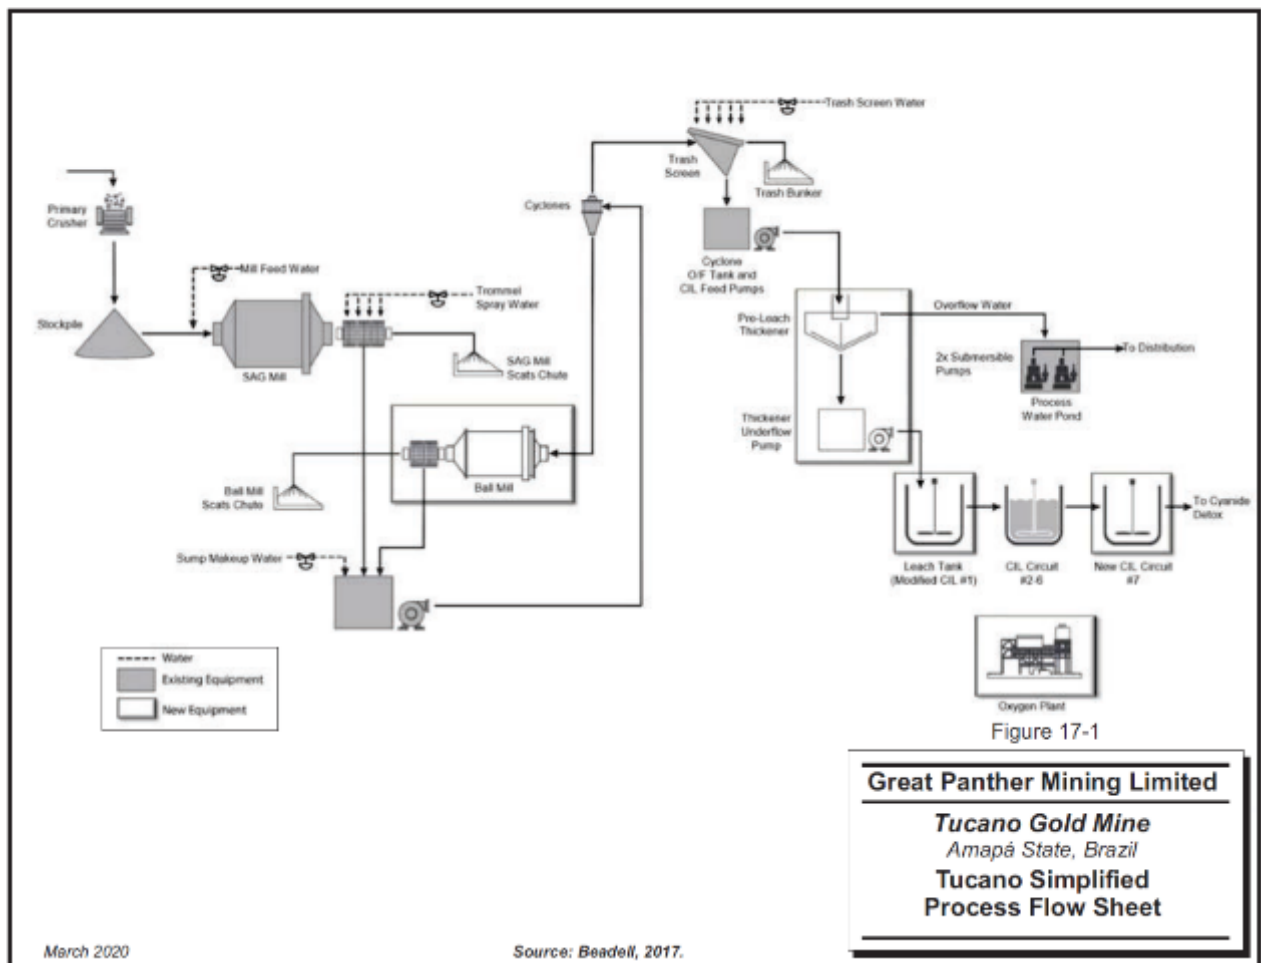 Trash Screen Water
Trash
Screen
Trash Bunker
Primary
Crusher
Cyclones
Cyclone
O/F Tank and
CIL Feed Pumps
Mill Feed Water
Trommel
Spray Water
Stockpile
SAG Mill
SAG Mill
Scats Chute
Pre-Leach
Thickener
Overflow Water
To Distribution
2x Submersible
Pumps
Process
Water Pond
Thickener
Underflow
Pump
Ball Mill
Ball Mill
Scats Chute
To Cyanide
Detox
Sump Makeup Water
Leach Tank
(Modified CIL #1)
CIL Circuit
#2-6
New CIL Circuit
#7
Water
Existing Equipment
New Equipment
Oxygen Plant
Figure 17-1
Great Panther Mining Limited
Tucano Gold Mine
Amapá State, Brazil
Tucano Simplified
Process Flow Sheet
March 2020
Source: Beadell, 2017.